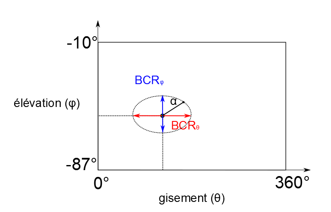 -10°
BCRφ
α
élévation (φ)
BCRθ
-87°
0°
360°
gisement (θ)